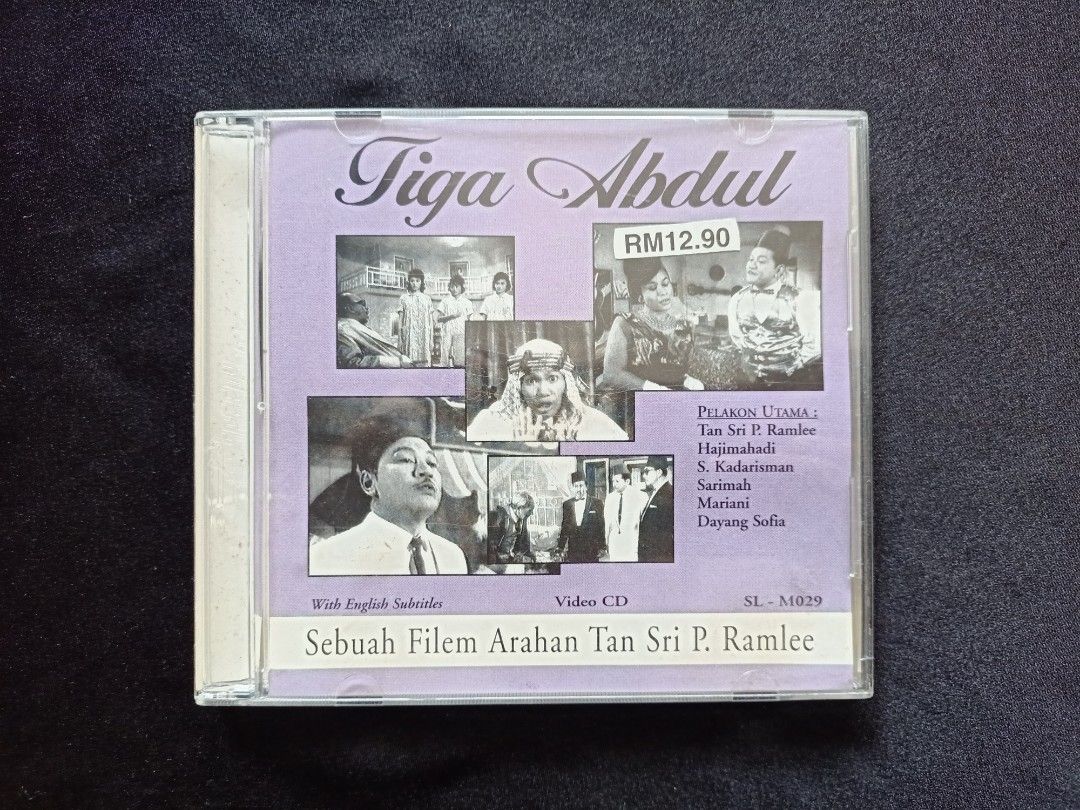 Tiga Abdul
RM12.90
PELAKON UTAMA :
Tan Sri P. Ramlee
Hajimahadi
S. Kadarisman
Sarimah
Mariani
Dayang Sofia
With English Subtitles
Video CD
SL - M029
Sebuah Filem Arahan Tan Sri P. Ramlee